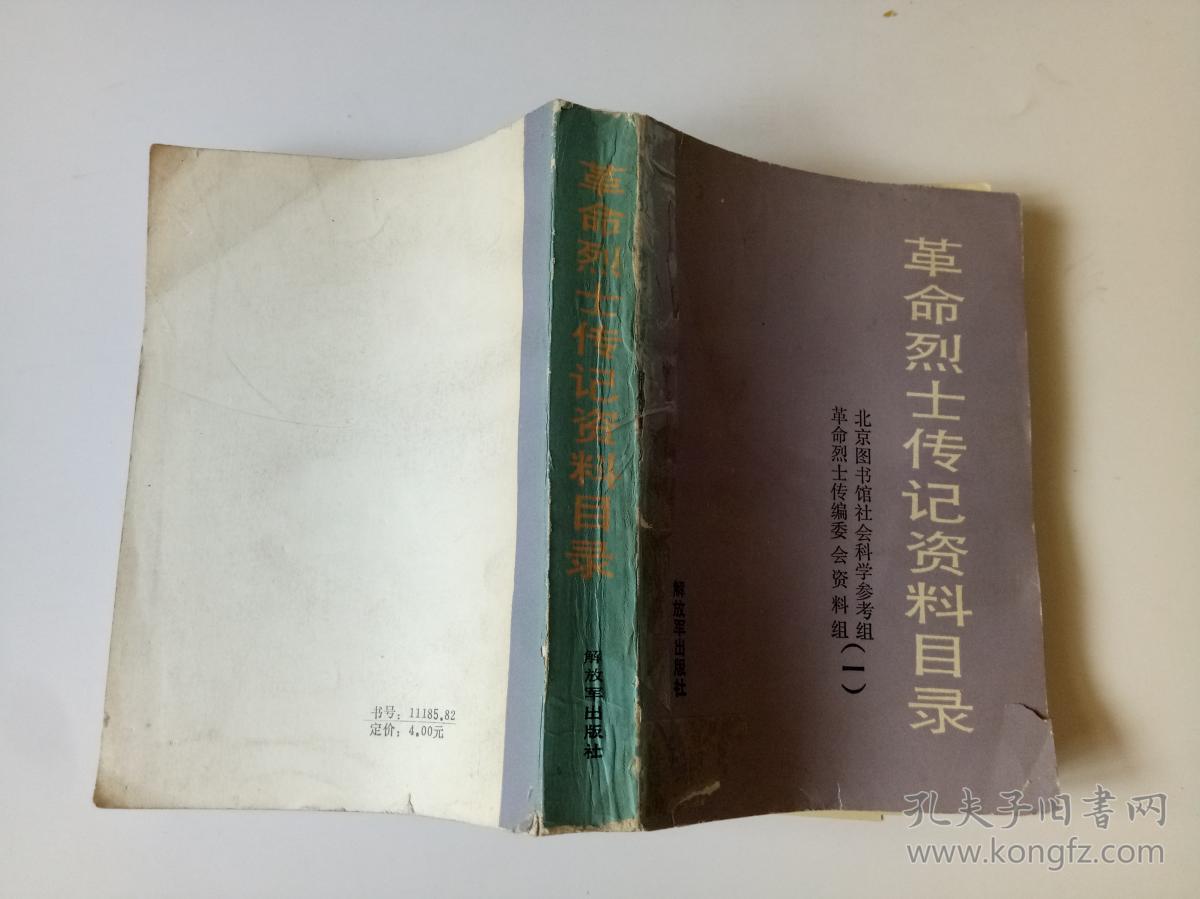 革命烈士传记资料目录
北京图书馆社会科学参考组
革命烈士传编委会资料组
(一)
解放军出版社
革命烈士传记资料目录
解放军出版社
书号：11185.82
定价：4.00元
孔夫子旧书网
www.kongfz.com